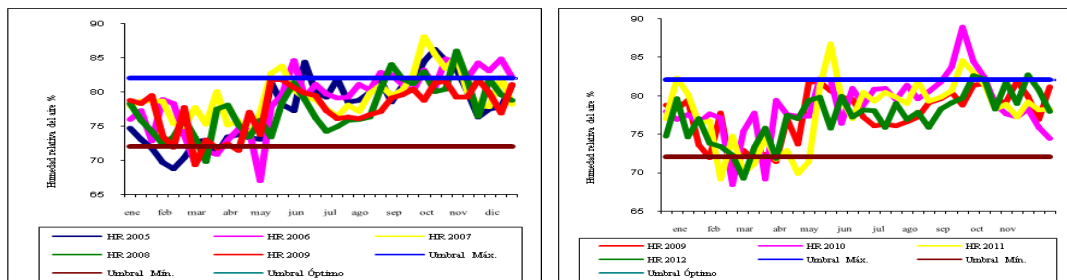 Humedad relativa del aire %
90
85
80
75
70
65
ene feb mar abr may jun jul ago sep oct nov dic
HR 2005 HR 2006 HR 2007
HR 2008 HR 2009 Umbral Máx.
Umbral Mín. Umbral Óptimo
Humedad relativa del aire %
90
85
80
75
70
65
ene feb mar abr may jun jul ago sep oct nov
HR 2009 HR 2010 HR 2011
HR 2012 Umbral Máx. Umbral Mín.
Umbral Óptimo